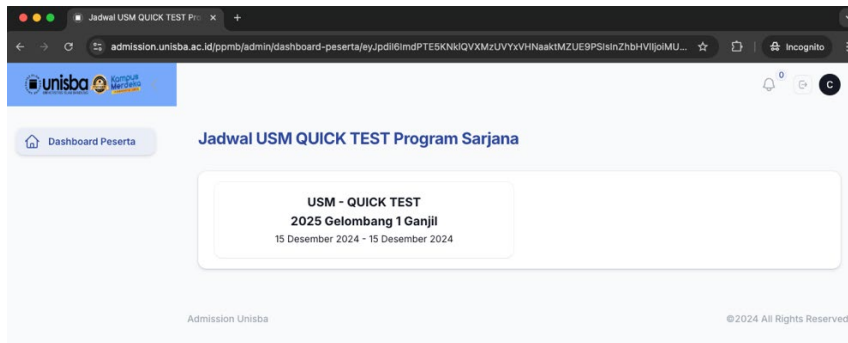 Jadwal USM QUICK TEST Pro
admission.unisba.ac.id/ppmb/admin/dashboard-peserta/eyJpdiI6ImdPTE5KNklQVXMzUVYxVHNaaktMZUE9PSIsInZhbHVlIjoiMU...
Incognito
unisba Kampus Merdeka
0
C
Dashboard Peserta
Jadwal USM QUICK TEST Program Sarjana
USM - QUICK TEST
2025 Gelombang 1 Ganjil
15 Desember 2024 - 15 Desember 2024
Admission Unisba
©2024 All Rights Reserved